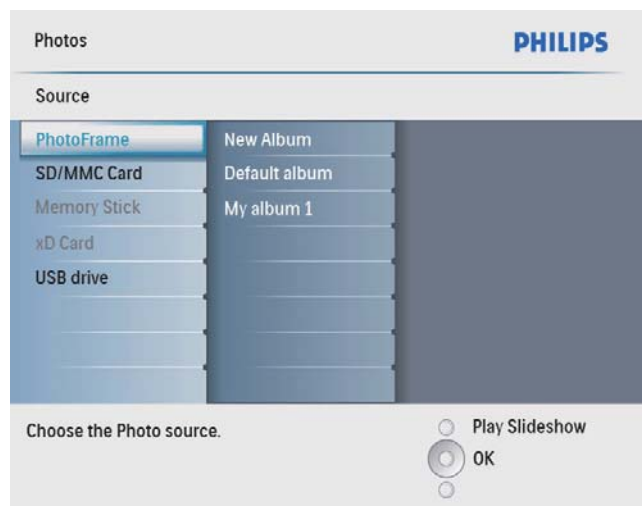 Photos
PHILIPS
Source
PhotoFrame
SD/MMC Card
Memory Stick
xD Card
USB drive
New Album
Default album
My album 1
Choose the Photo source.
Play Slideshow
OK